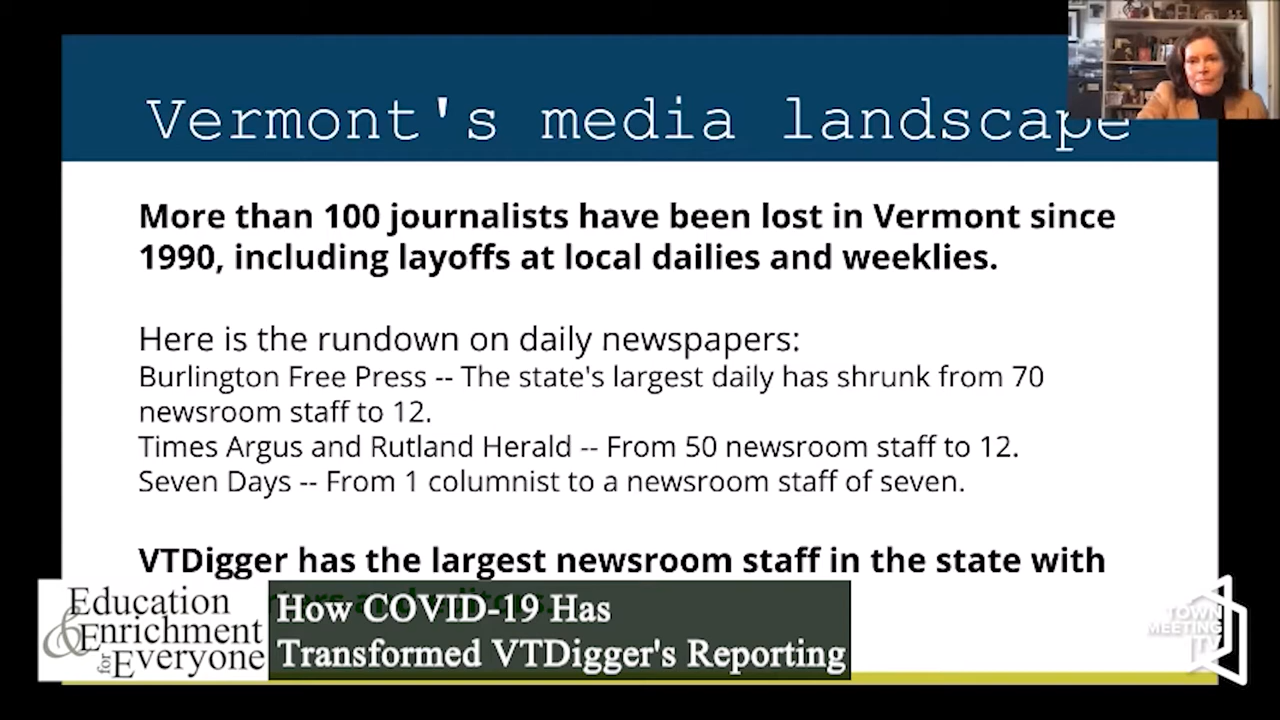 Vermont's media landscape
More than 100 journalists have been lost in Vermont since
1990, including layoffs at local dailies and weeklies.
Here is the rundown on daily newspapers:
Burlington Free Press -- The state's largest daily has shrunk from 70
newsroom staff to 12.
Times Argus and Rutland Herald -- From 50 newsroom staff to 12.
Seven Days -- From 1 columnist to a newsroom staff of seven.
VTDigger has the largest newsroom staff in the state with
Education
& Enrichment
for Everyone
How COVID-19 Has
Transformed VTDigger's Reporting
TOWN
MEETING
TV